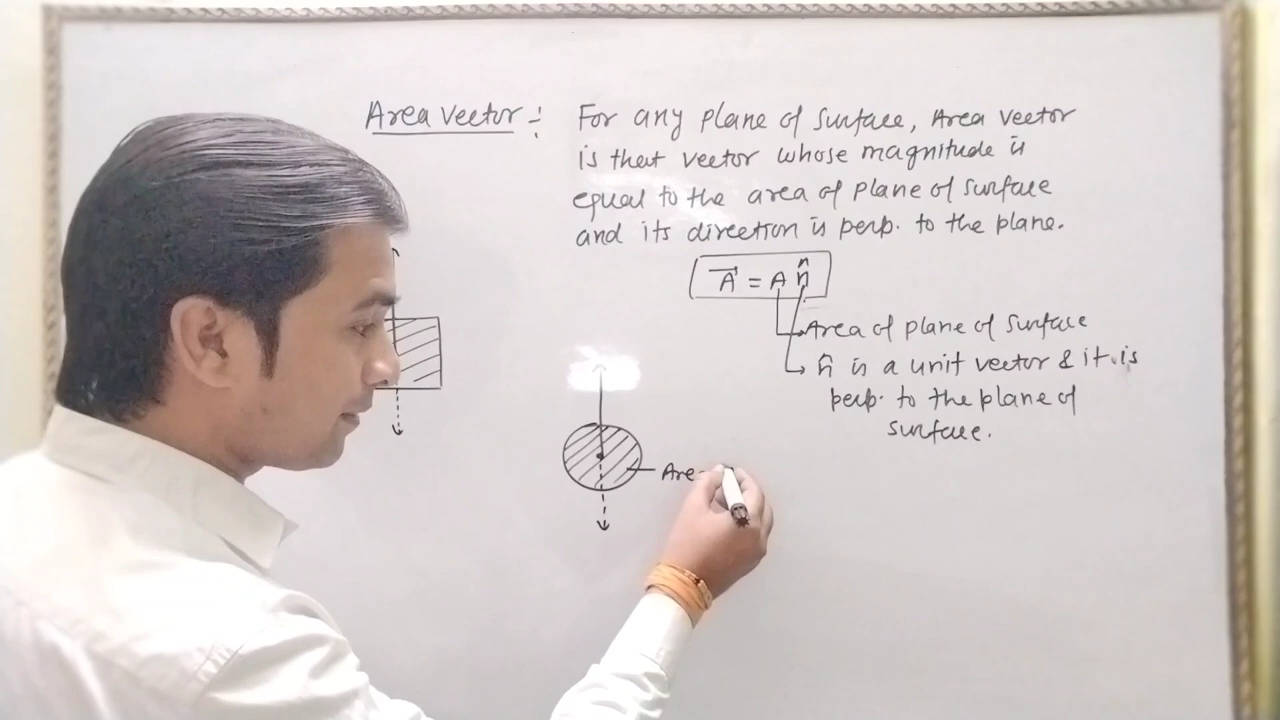 Area Vector :- For any plane of surface, Area vector
is that vector whose magnitude is
equal to the area of plane of surface
and its direction is perp. to the plane.
A⃗ = A n̂
Area of plane of surface
n̂ is a unit vector & it is
perp. to the plane of
surface.
Are